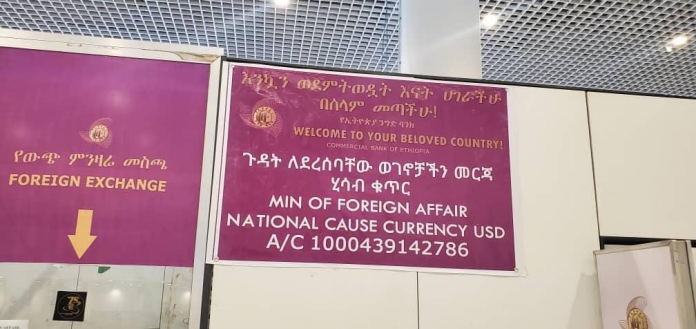 የውጭ ምንዛሬ መስጫ
FOREIGN EXCHANGE
እንኳን ወደምትወዷት እናት ሀገራችሁ
በሰላም መጣችሁ!
የኢትዮጵያ ንግድ ባንክ
WELCOME TO YOUR BELOVED COUNTRY!
COMMERCIAL BANK OF ETHIOPIA
ጉዳት ለደረሰባቸው ወገኖቻችን መርጃ
ሂሳብ ቁጥር
MIN OF FOREIGN AFFAIR
NATIONAL CAUSE CURRENCY USD
A/C 1000439142786